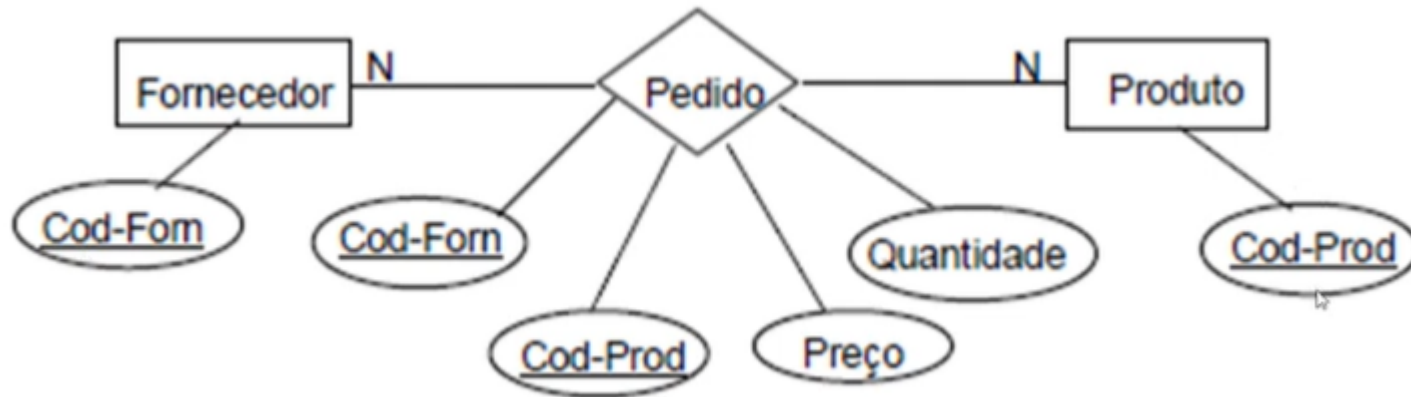 Fornecedor
N
Pedido
N
Produto
Cod-Forn
Cod-Forn
Quantidade
Cod-Prod
Cod-Prod
Preço